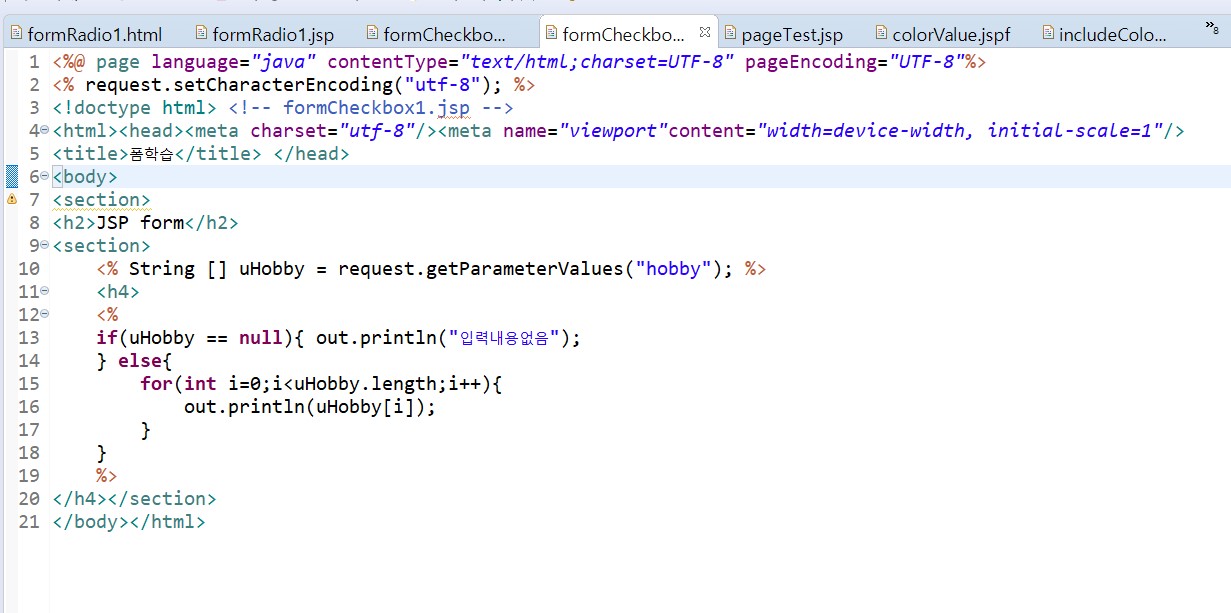 formRadio1.html formRadio1.jsp formCheckbo... formCheckbo... pageTest.jsp colorValue.jspf includeColo... »8
1 <%@ page language="java" contentType="text/html;charset=UTF-8" pageEncoding="UTF-8"%>
2 <% request.setCharacterEncoding("utf-8"); %>
3 <!doctype html> <!-- formCheckbox1.jsp -->
4 <html><head><meta charset="utf-8"/><meta name="viewport"content="width=device-width, initial-scale=1"/>
5 <title>폼학습</title> </head>
6 <body>
7 <section>
8 <h2>JSP form</h2>
9 <section>
10 <% String [] uHobby = request.getParameterValues("hobby"); %>
11 <h4>
12 <%
13 if(uHobby == null){ out.println("입력내용없음");
14 } else{
15 for(int i=0;i<uHobby.length;i++){
16 out.println(uHobby[i]);
17 }
18 }
19 %>
20 </h4></section>
21 </body></html>